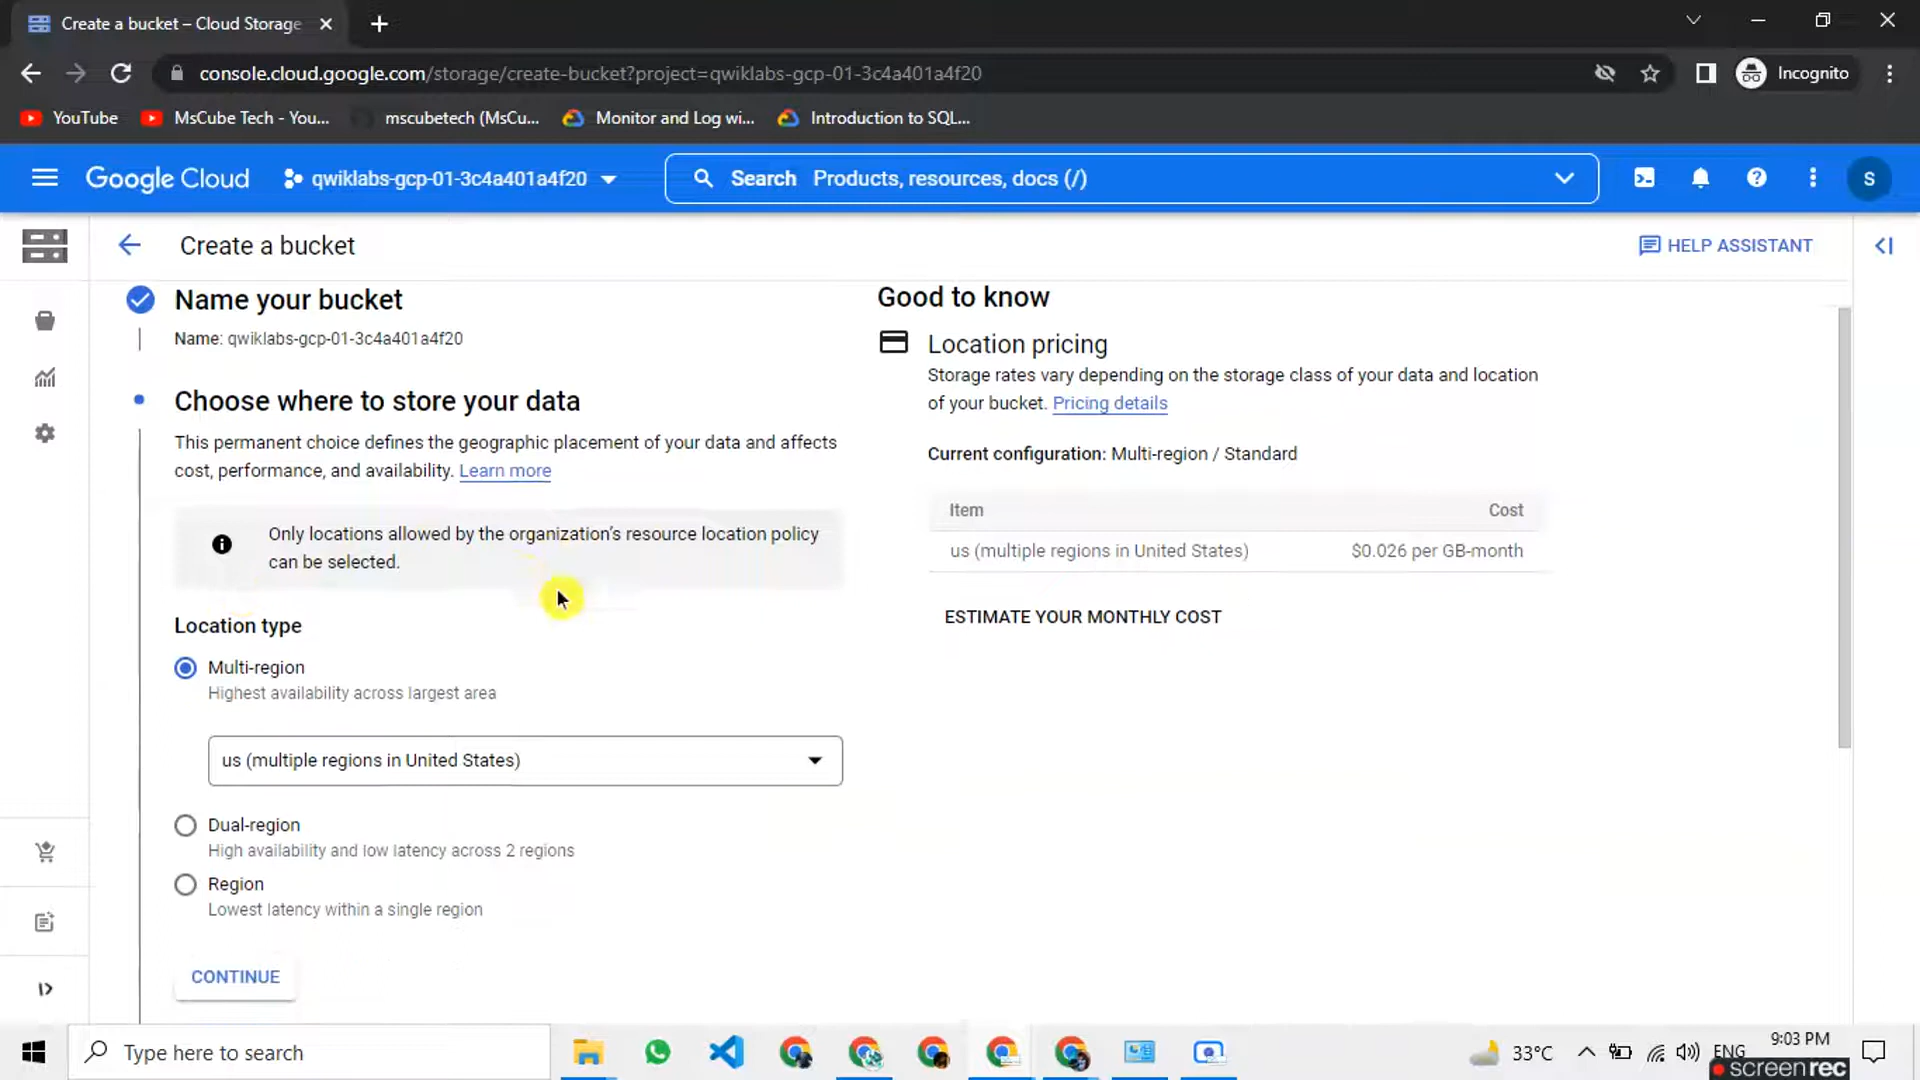 Create a bucket – Cloud Storage
console.cloud.google.com/storage/create-bucket?project=qwiklabs-gcp-01-3c4a401a4f20
Incognito
YouTube
MsCube Tech - You...
mscubetech (MsCu...
Monitor and Log wi...
Introduction to SQL...
Google Cloud
qwiklabs-gcp-01-3c4a401a4f20
Search Products, resources, docs (/)
S
Create a bucket
HELP ASSISTANT
Name your bucket
Name: qwiklabs-gcp-01-3c4a401a4f20
Choose where to store your data
This permanent choice defines the geographic placement of your data and affects
cost, performance, and availability. Learn more
Only locations allowed by the organization's resource location policy
can be selected.
Location type
Multi-region
Highest availability across largest area
us (multiple regions in United States)
Dual-region
High availability and low latency across 2 regions
Region
Lowest latency within a single region
CONTINUE
Good to know
Location pricing
Storage rates vary depending on the storage class of your data and location
of your bucket. Pricing details
Current configuration: Multi-region / Standard
Item Cost
us (multiple regions in United States) $0.026 per GB-month
ESTIMATE YOUR MONTHLY COST
Type here to search
33°C
ENG
9:03 PM
screenrec